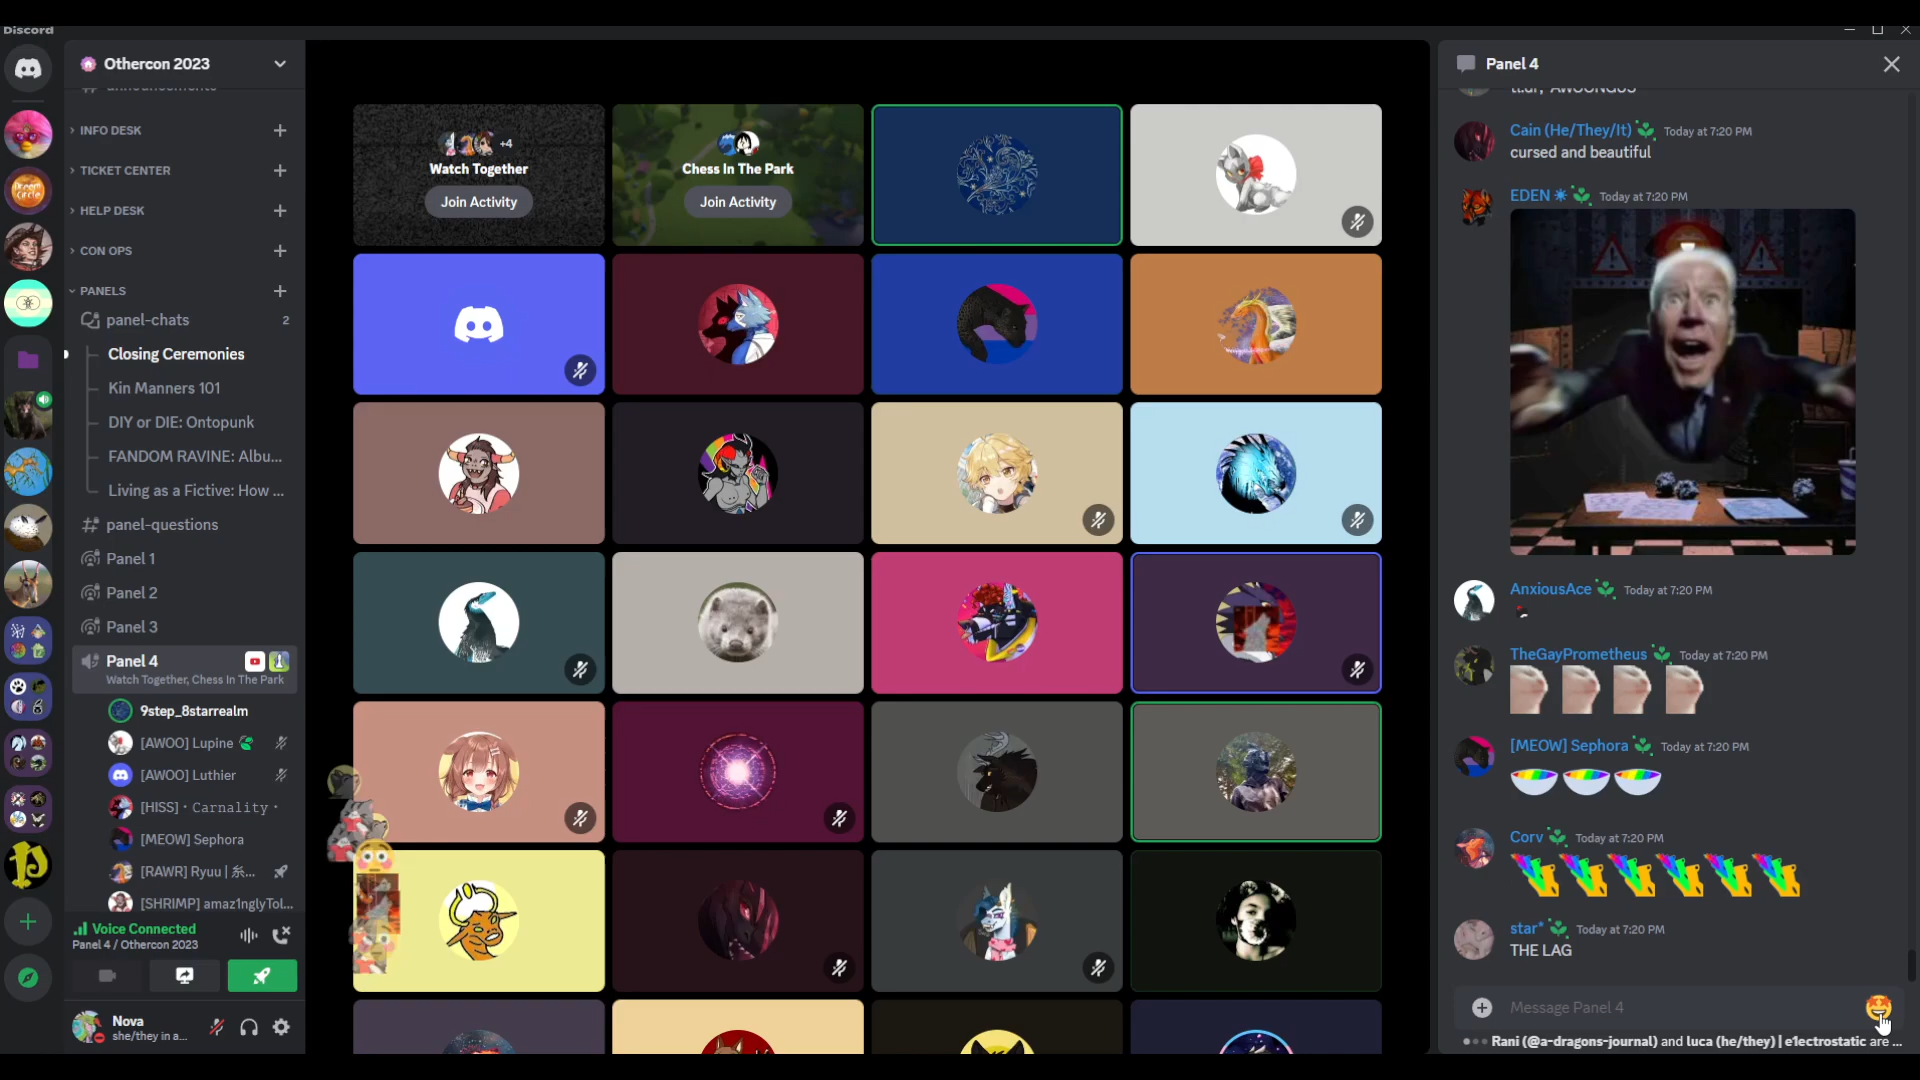 Discord
Othercon 2023
announcements
INFO DESK
TICKET CENTER
HELP DESK
CON OPS
PANELS
panel-chats 2
Closing Ceremonies
Kin Manners 101
DIY or DIE: Ontopunk
FANDOM RAVINE: Albu...
Living as a Fictive: How ...
panel-questions
Panel 1
Panel 2
Panel 3
Panel 4
Watch Together, Chess In The Park
9step_8starrealm
[AWOO] Lupine
[AWOO] Luthier
[HISS]・Carnality・
[MEOW] Sephora
[RAWR] Ryuu | 糸...
[SHRIMP] amaz1nglyTol...
Voice Connected
Panel 4 / Othercon 2023
Nova
she/they in a...
+4
Watch Together
Join Activity
Chess In The Park
Join Activity
Panel 4
tl:dr; AWOONGUS
Cain (He/They/It) Today at 7:20 PM
cursed and beautiful
EDEN ☀ Today at 7:20 PM
AnxiousAce Today at 7:20 PM
TheGayPrometheus Today at 7:20 PM
[MEOW] Sephora Today at 7:20 PM
Corv Today at 7:20 PM
star* Today at 7:20 PM
THE LAG
Message Panel 4
Rani (@a-dragons-journal) and luca (he/they) | e1ectrostatic are ...